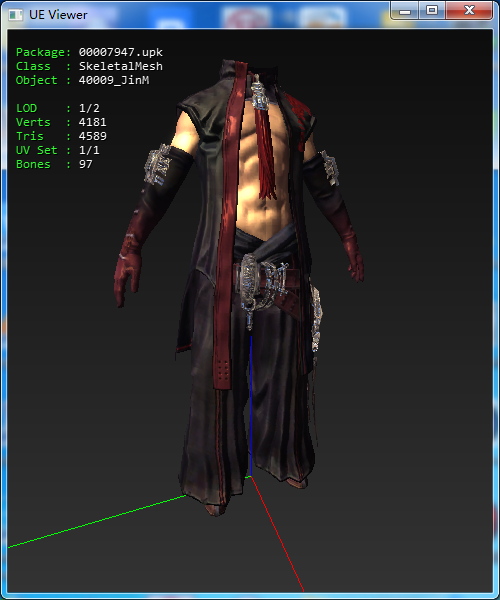 UE Viewer
Package: 00007947.upk
Class : SkeletalMesh
Object : 40009_JinM
LOD : 1/2
Verts : 4181
Tris : 4589
UV Set : 1/1
Bones : 97